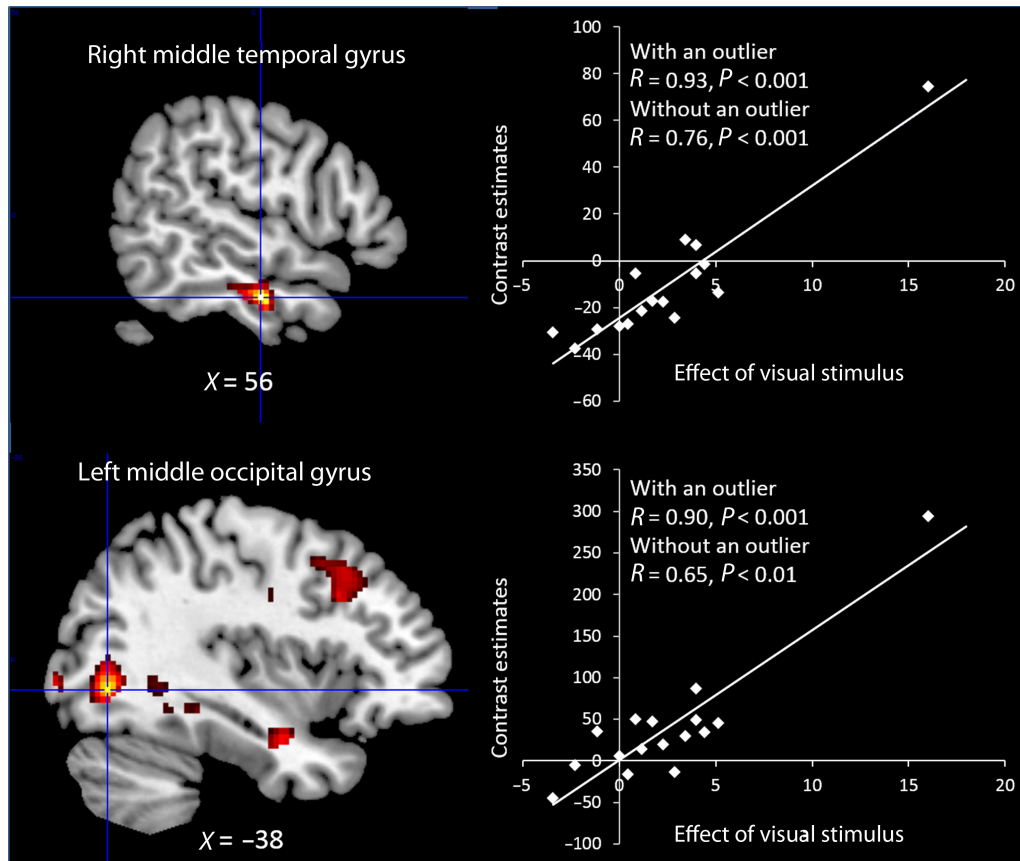 Right middle temporal gyrus
X = 56
100
80
60
40
20
0
−20
−40
−60
−5
0
5
10
15
20
With an outlier
R = 0.93, P < 0.001
Without an outlier
R = 0.76, P < 0.001
Contrast estimates
Effect of visual stimulus
Left middle occipital gyrus
X = −38
350
300
250
200
150
100
50
0
−50
−100
−5
0
5
10
15
20
With an outlier
R = 0.90, P < 0.001
Without an outlier
R = 0.65, P < 0.01
Contrast estimates
Effect of visual stimulus